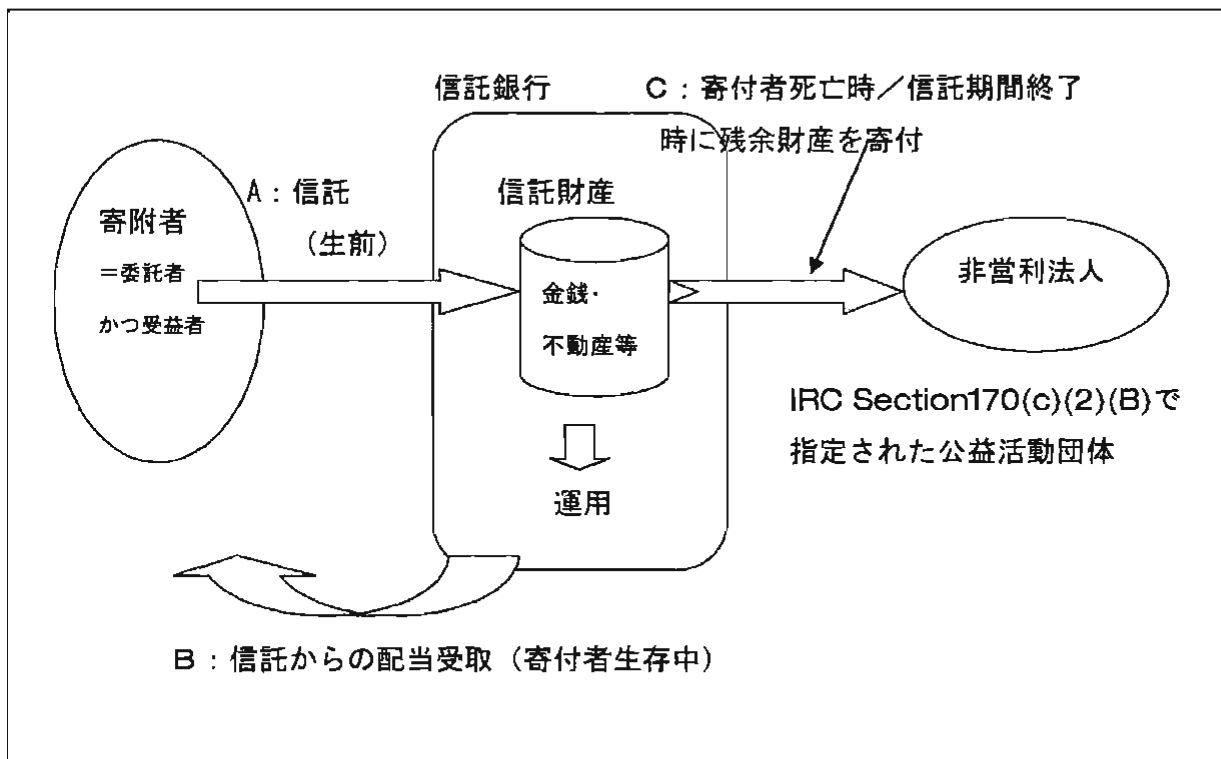 信託銀行
C：寄付者死亡時／信託期間終了
時に残余財産を寄付
A：信託
（生前）
寄附者
＝委託者
かつ受益者
信託財産
金銭・
不動産等
運用
非営利法人
IRC Section170(c)(2)(B)で
指定された公益活動団体
B：信託からの配当受取（寄付者生存中）